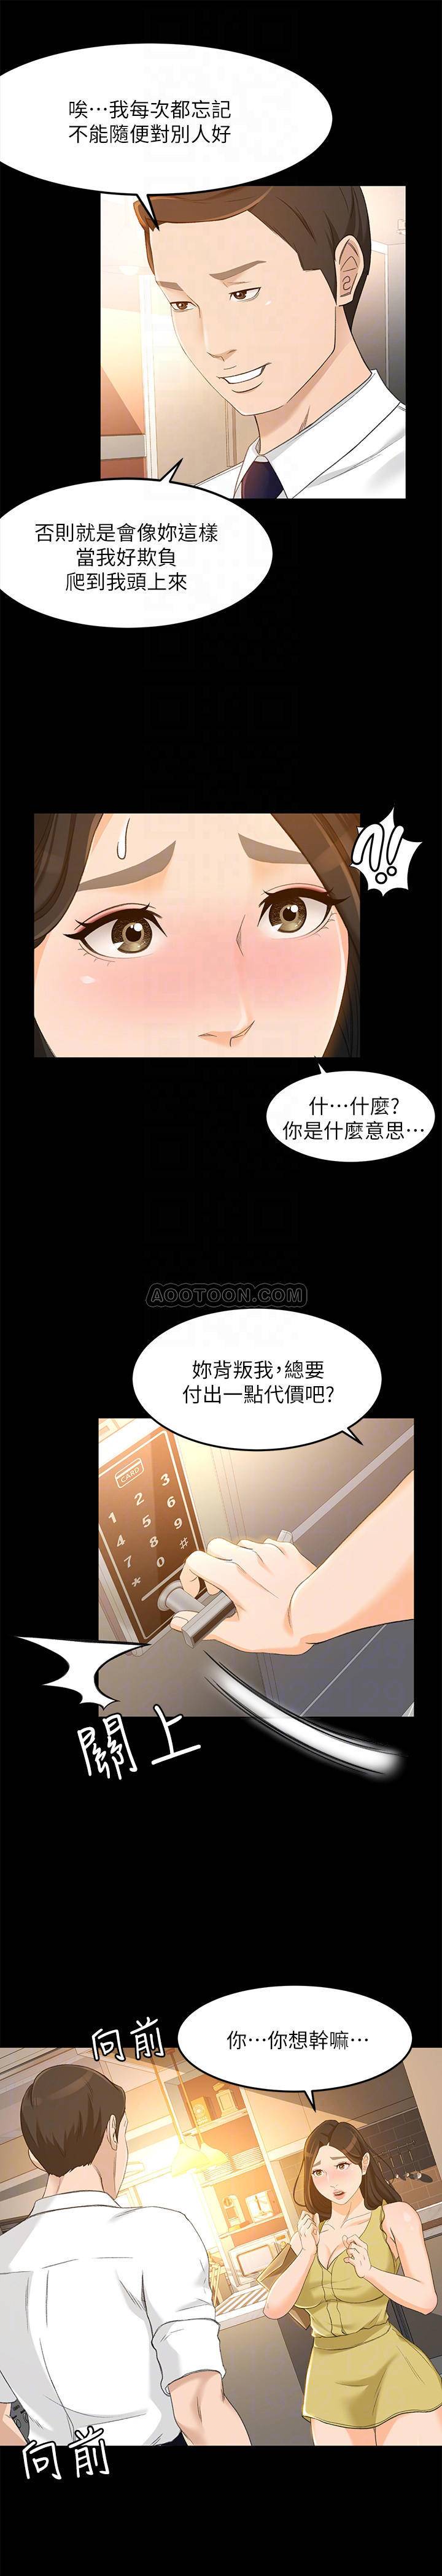 唉⋯我每次都忘記
不能隨便對別人好
否則就是會像妳這樣
當我好欺負
爬到我頭上來
?!
什⋯什麼?
你是什麼意思⋯
AOOTOON.COM
妳背叛我,總要
付出一點代價吧?
CARD
1 2 3
4 5 6
7 8 9
* 0 #
關上
你⋯你想幹嘛⋯
向前
向前